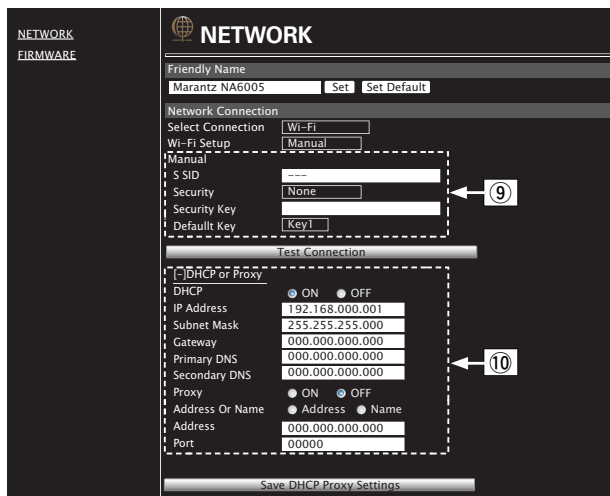 NETWORK
FIRMWARE
NETWORK
Friendly Name
Marantz NA6005 Set Set Default
Network Connection
Select Connection Wi-Fi
Wi-Fi Setup Manual
Manual
S SID ---
Security None
⑨
Security Key
Defaullt Key Key1
Test Connection
[-]DHCP or Proxy
DHCP ON OFF
IP Address 192.168.000.001
Subnet Mask 255.255.255.000
Gateway 000.000.000.000
Primary DNS 000.000.000.000
⑩
Secondary DNS 000.000.000.000
Proxy ON OFF
Address Or Name Address Name
Address 000.000.000.000
Port 00000
Save DHCP Proxy Settings